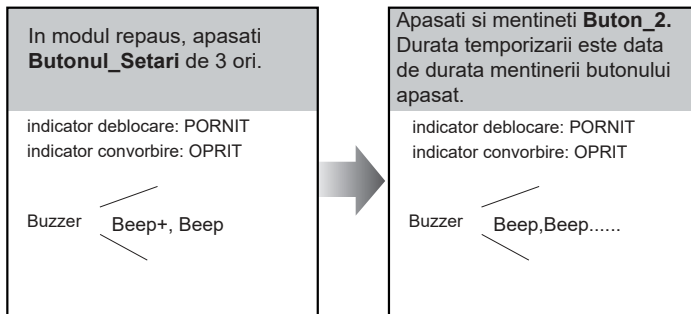 In modul repaus, apasati
Butonul_Setari de 3 ori.
indicator deblocare: PORNIT
indicator convorbire: OPRIT
Buzzer
Beep+, Beep
Apasati si mentineti Buton_2.
Durata temporizarii este data
de durata mentinerii butonului
apasat.
indicator deblocare: PORNIT
indicator convorbire: OPRIT
Buzzer
Beep,Beep......